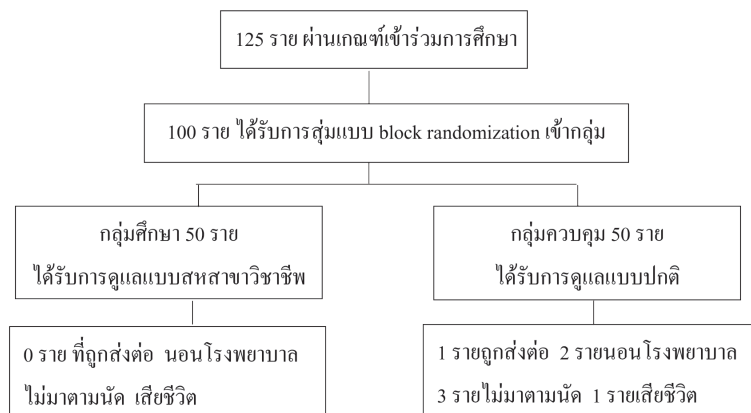 125 ราย ผ่านเกณฑ์เข้าร่วมการศึกษา
100 ราย ได้รับการสุ่มแบบ block randomization เข้ากลุ่ม
กลุ่มศึกษา 50 ราย
ได้รับการดูแลแบบสหสาขาวิชาชีพ
กลุ่มควบคุม 50 ราย
ได้รับการดูแลแบบปกติ
0 ราย ที่ถูกส่งต่อ นอนโรงพยาบาล
ไม่มาตามนัด เสียชีวิต
1 รายถูกส่งต่อ 2 รายนอนโรงพยาบาล
3 รายไม่มาตามนัด 1 รายเสียชีวิต